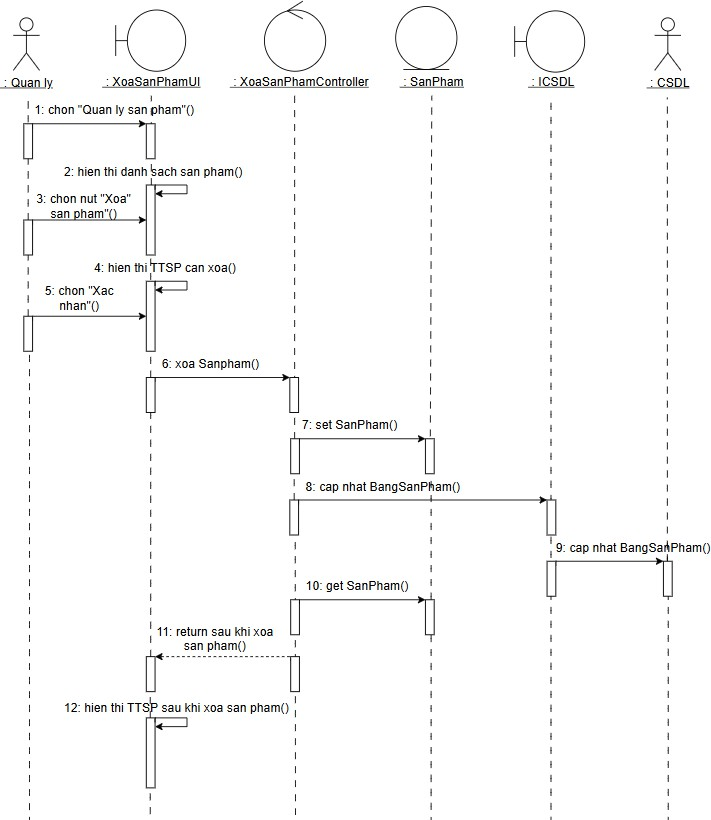 : Quan ly
: XoaSanPhamUI
: XoaSanPhamController
: SanPham
: ICSDL
: CSDL
1: chon "Quan ly san pham"()
2: hien thi danh sach san pham()
3: chon nut "Xoa"
san pham"()
4: hien thi TTSP can xoa()
5: chon "Xac
nhan"()
6: xoa Sanpham()
7: set SanPham()
8: cap nhat BangSanPham()
9: cap nhat BangSanPham()
10: get SanPham()
11: return sau khi xoa
san pham()
12: hien thi TTSP sau khi xoa san pham()